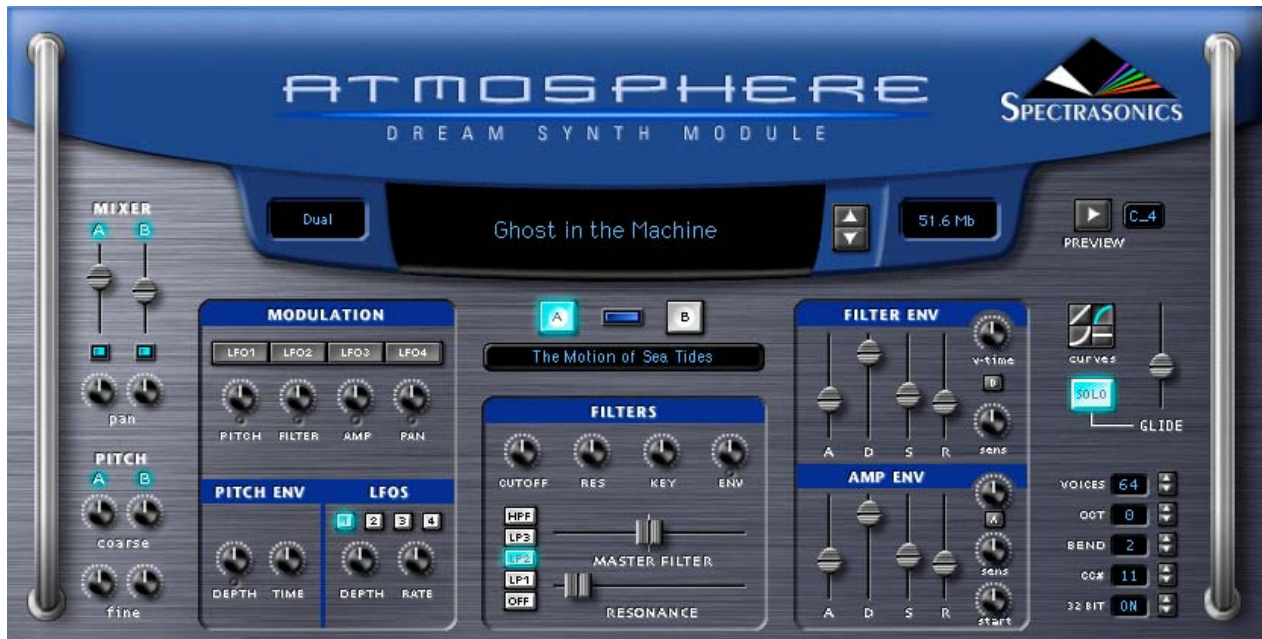 ATMOSPHERE
DREAM SYNTH MODULE
SPECTRASONICS
Dual
Ghost in the Machine
51.6 Mb
C_4
PREVIEW
MIXER
A B
pan
PITCH
A B
coarse
fine
MODULATION
LFO1 LFO2 LFO3 LFO4
PITCH FILTER AMP PAN
PITCH ENV
DEPTH TIME
LFOS
1 2 3 4
DEPTH RATE
A B
The Motion of Sea Tides
FILTERS
CUTOFF RES KEY ENV
HPF
LP3
LP2
LP1
OFF
MASTER FILTER
RESONANCE
FILTER ENV
v-time
D
sens
A D S R
AMP ENV
A
sens
start
A D S R
curves
SOLO
GLIDE
VOICES 64
OCT 0
BEND 2
CC# 11
32 BIT ON